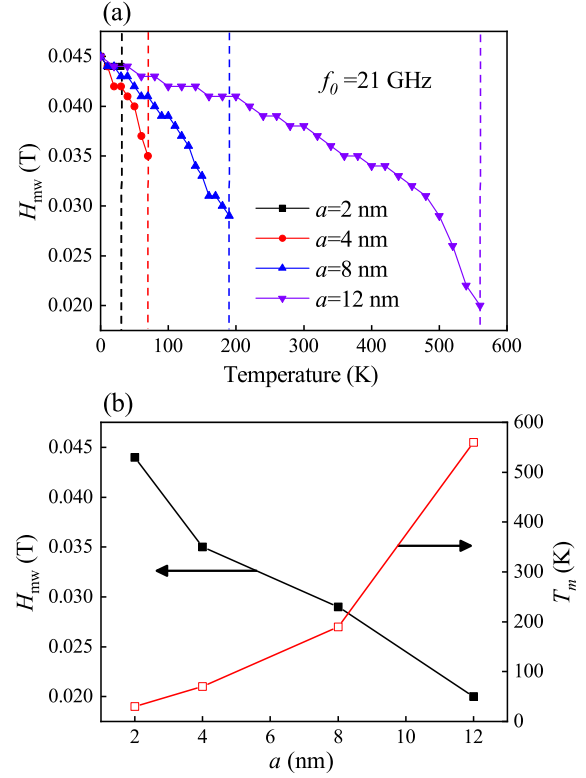 (a)
0.045
0.040
0.035
0.030
0.025
0.020
H_mw (T)
f_0 =21 GHz
a=2 nm
a=4 nm
a=8 nm
a=12 nm
0 100 200 300 400 500 600
Temperature (K)
(b)
0.045
0.040
0.035
0.030
0.025
0.020
H_mw (T)
600
500
400
300
200
100
0
T_m (K)
2 4 6 8 10 12
a (nm)